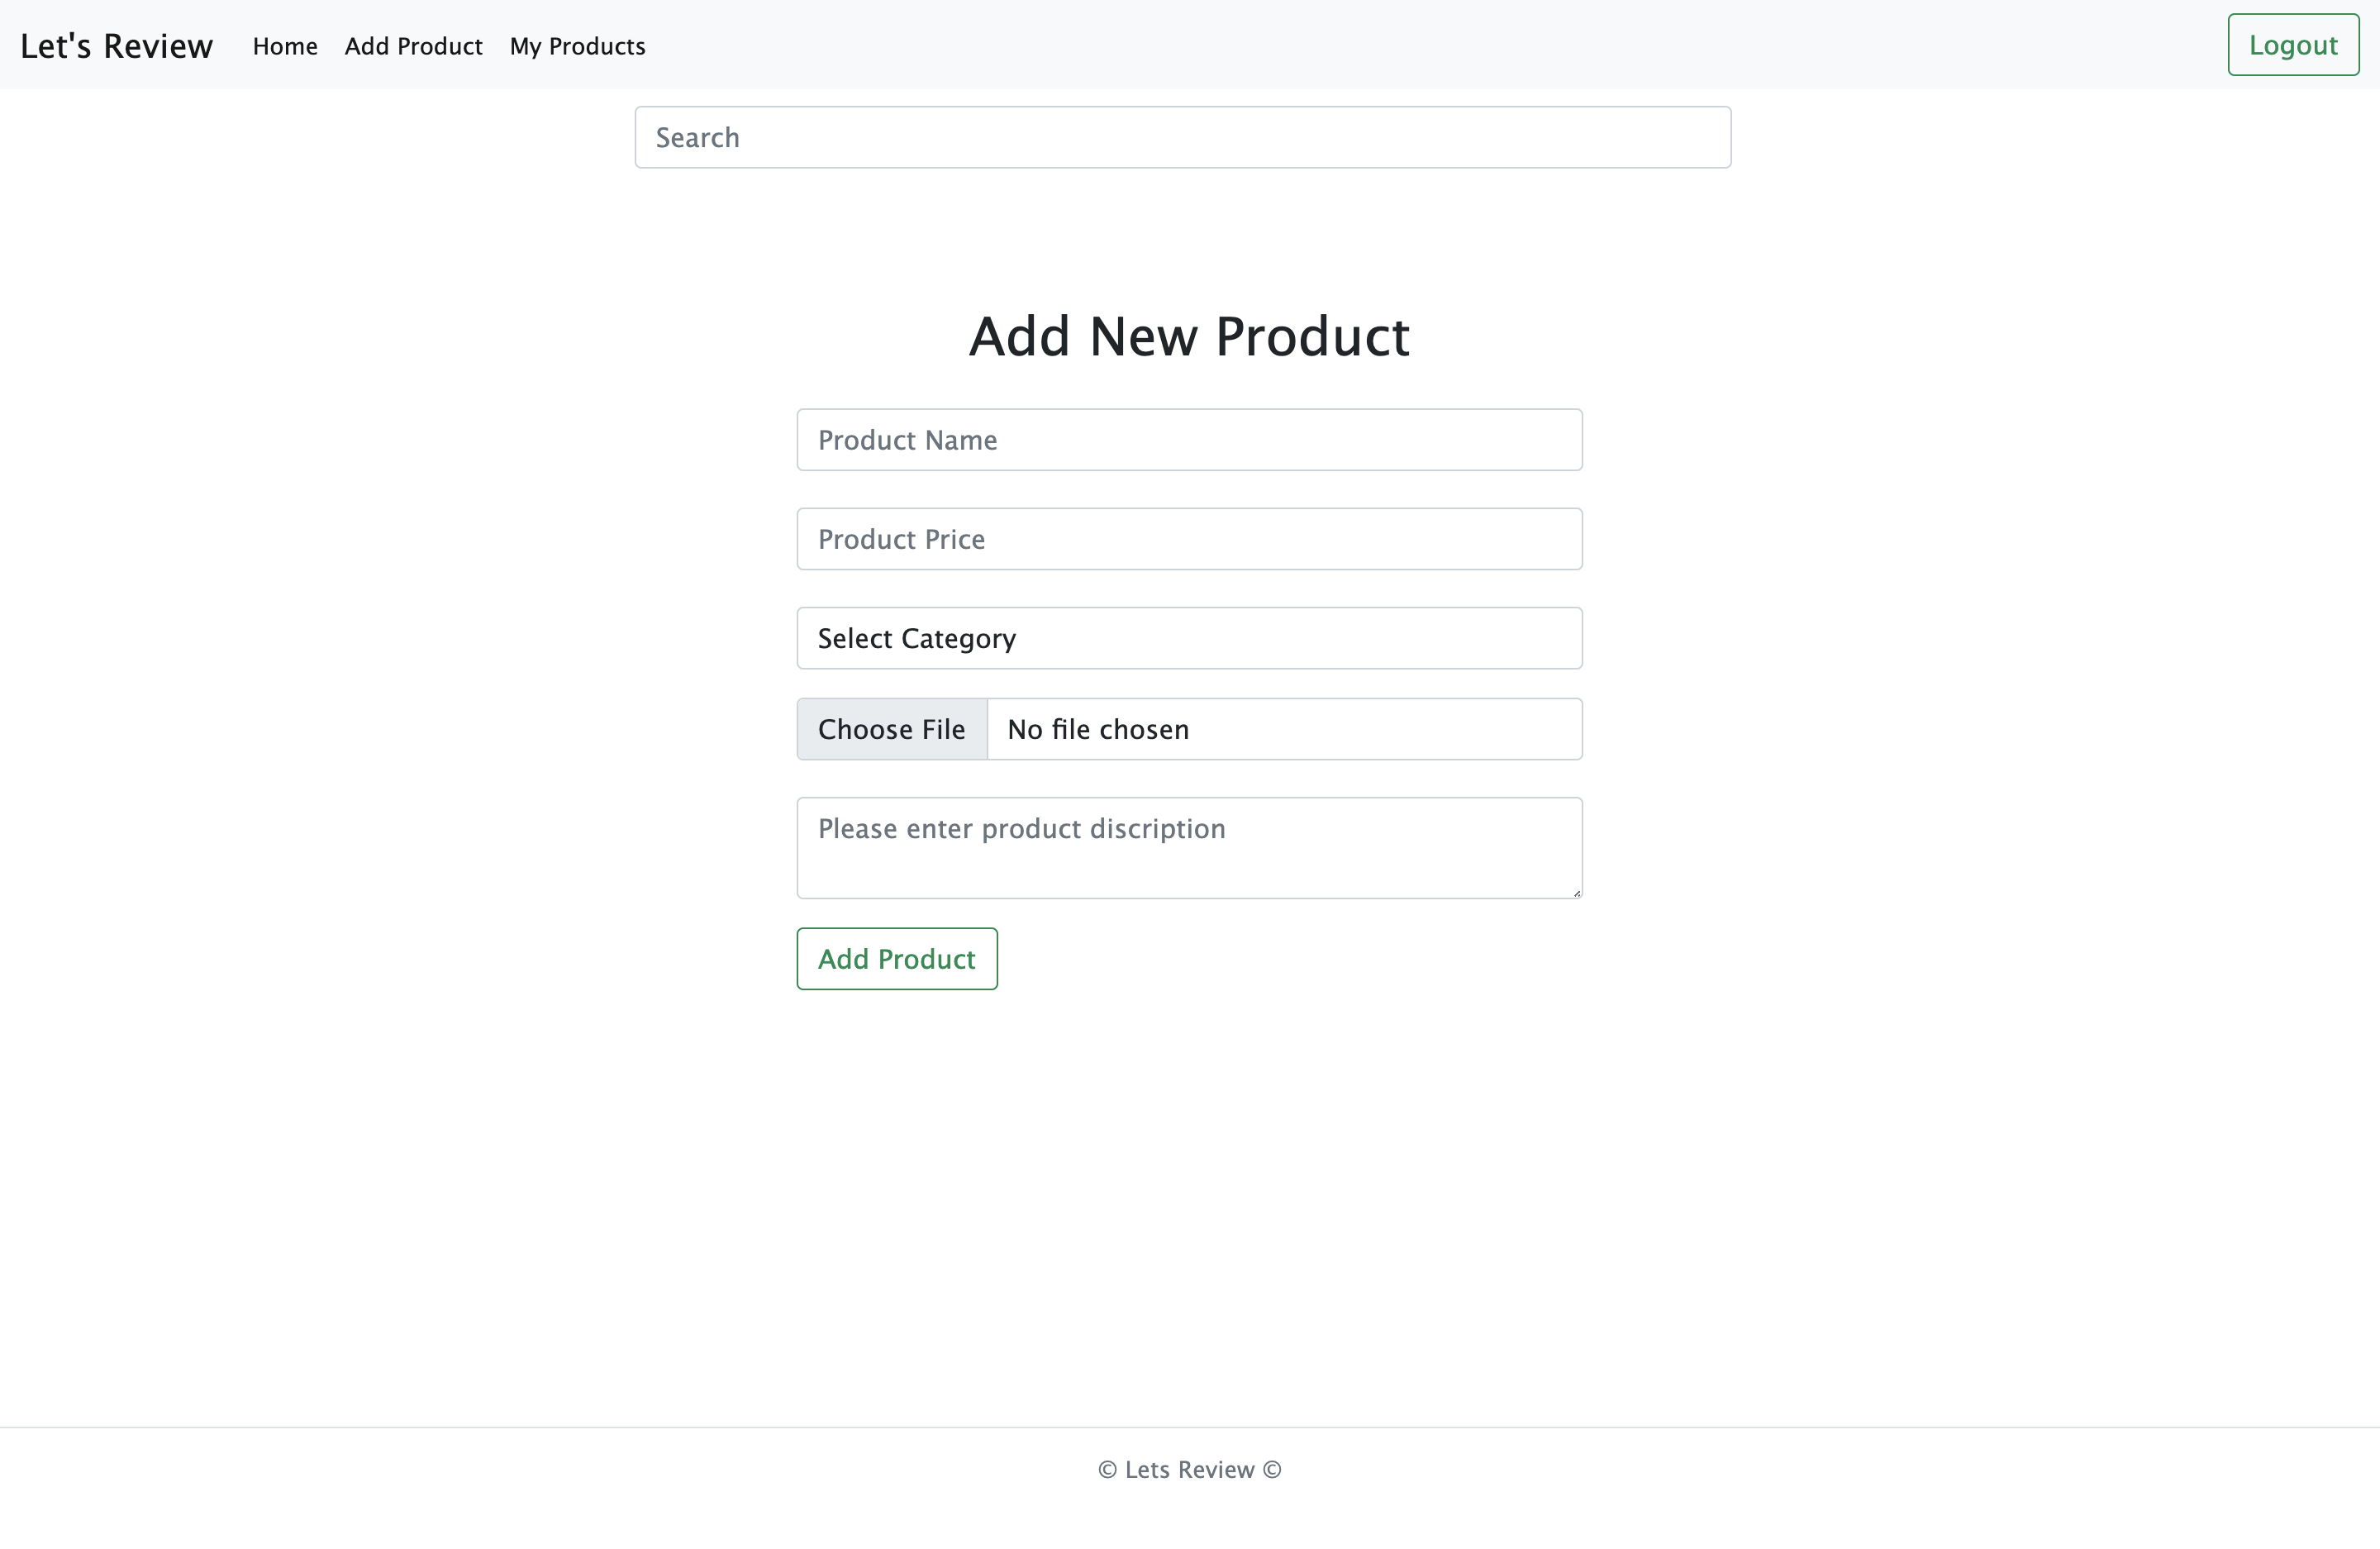 Let's Review Home Add Product My Products Logout
Search
Add New Product
Product Name
Product Price
Select Category
Choose File No file chosen
Please enter product discription
Add Product
© Lets Review ©